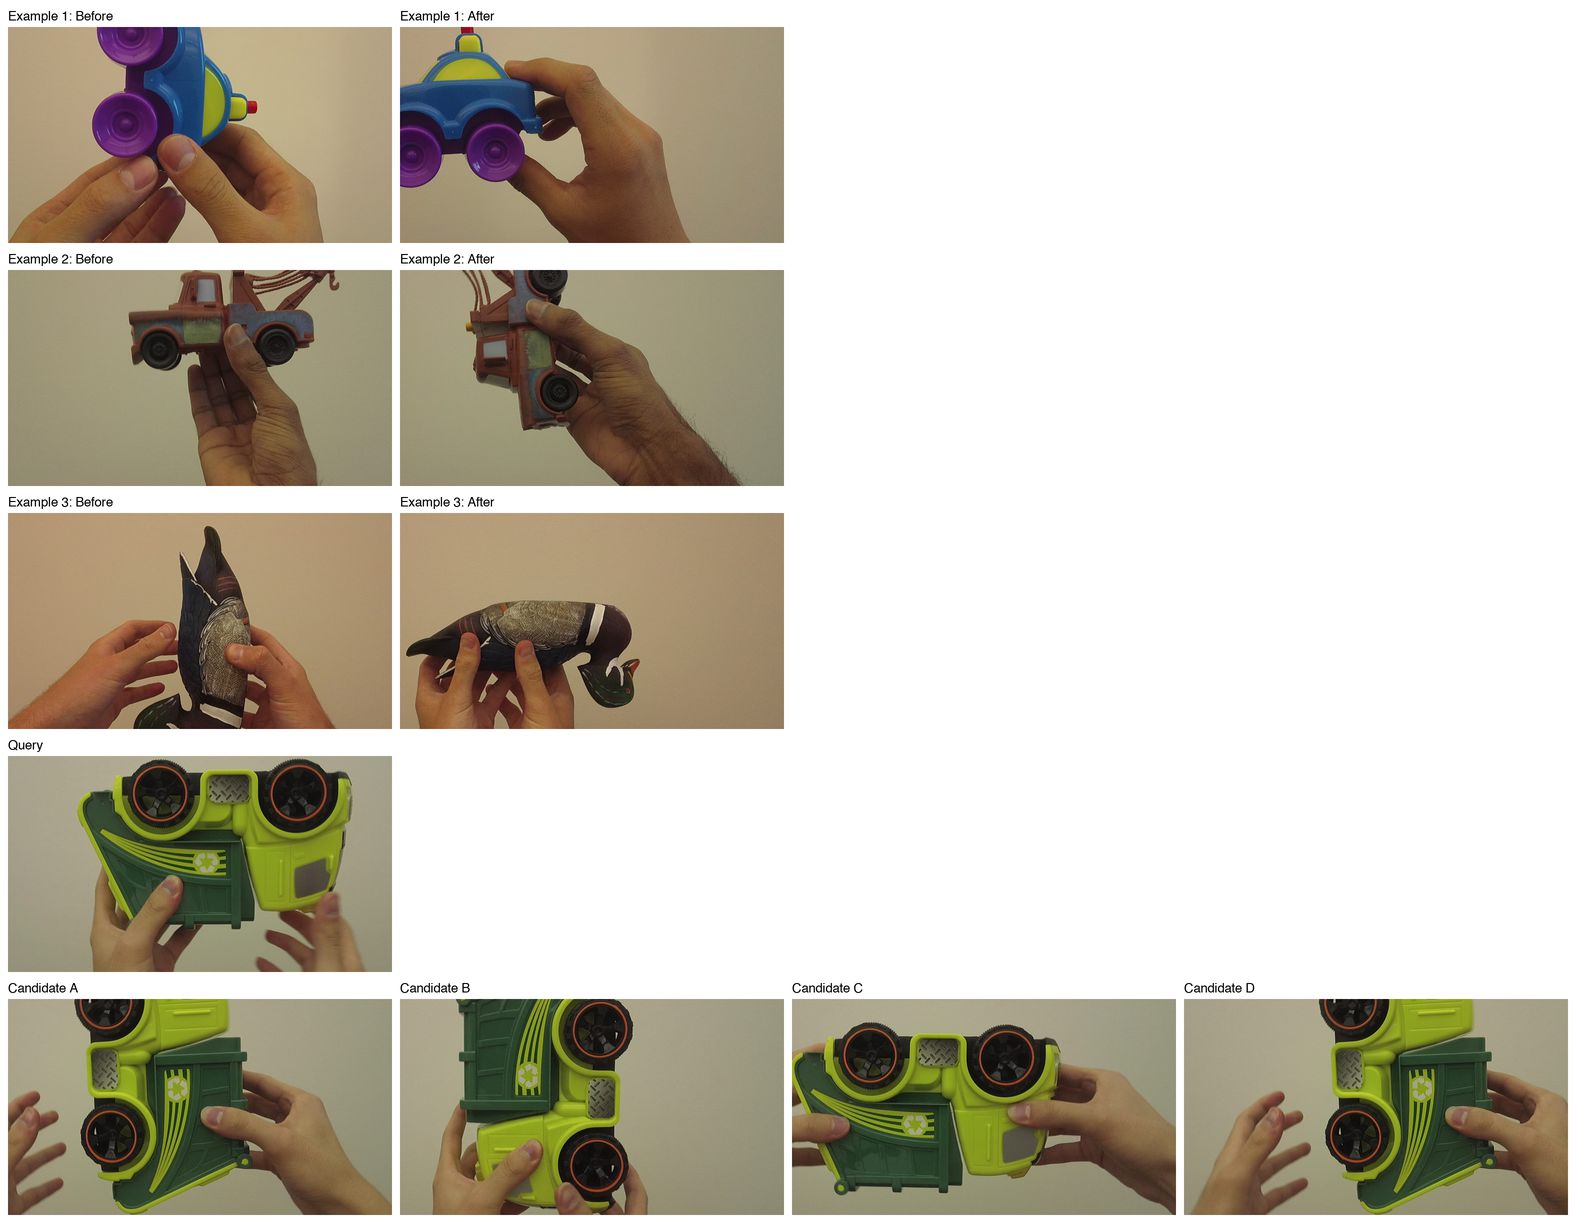 Example 1: Before
Example 1: After
Example 2: Before
Example 2: After
Example 3: Before
Example 3: After
Query
Candidate A
Candidate B
Candidate C
Candidate D